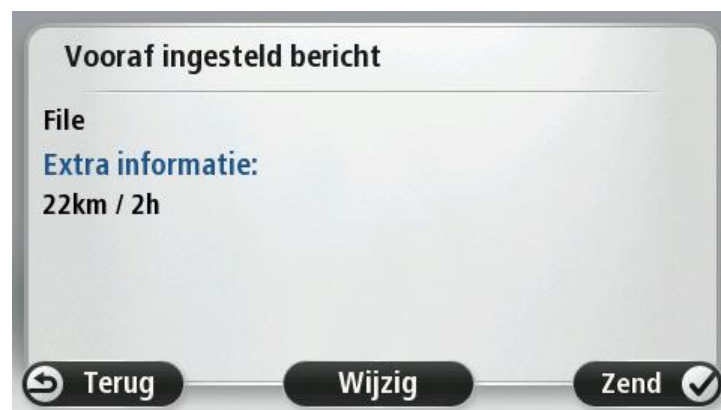 Vooraf ingesteld bericht
File
Extra informatie:
22km / 2h
Terug Wijzig Zend